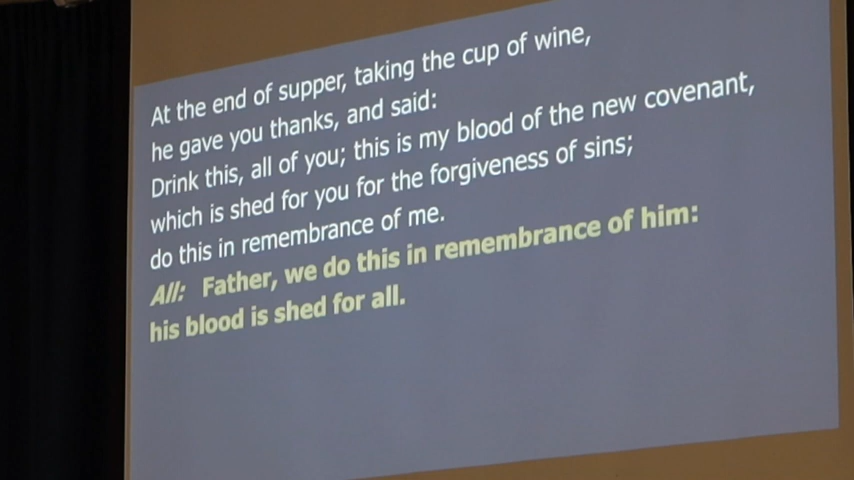 At the end of supper, taking the cup of wine,
he gave you thanks, and said:
Drink this, all of you; this is my blood of the new covenant,
which is shed for you for the forgiveness of sins;
do this in remembrance of me.
All: Father, we do this in remembrance of him:
his blood is shed for all.